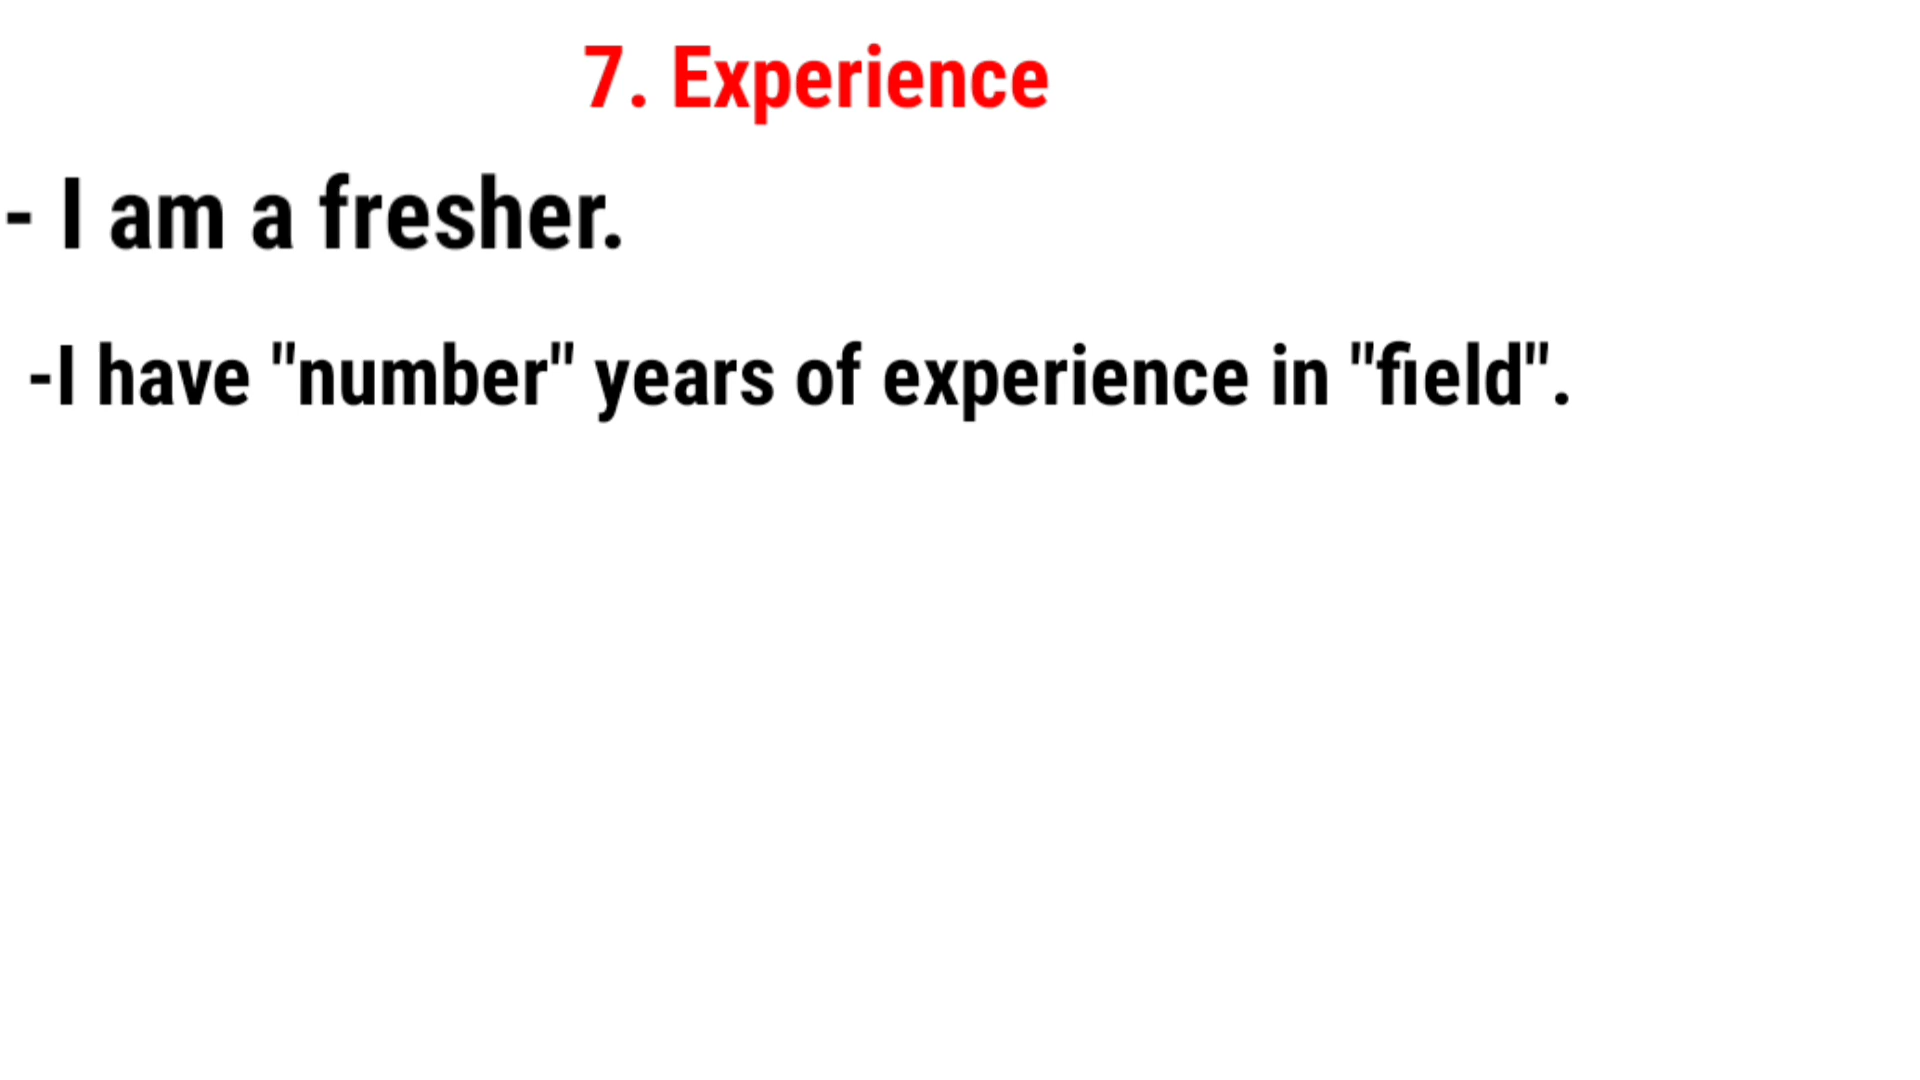 7. Experience
- I am a fresher.
-I have "number" years of experience in "field".